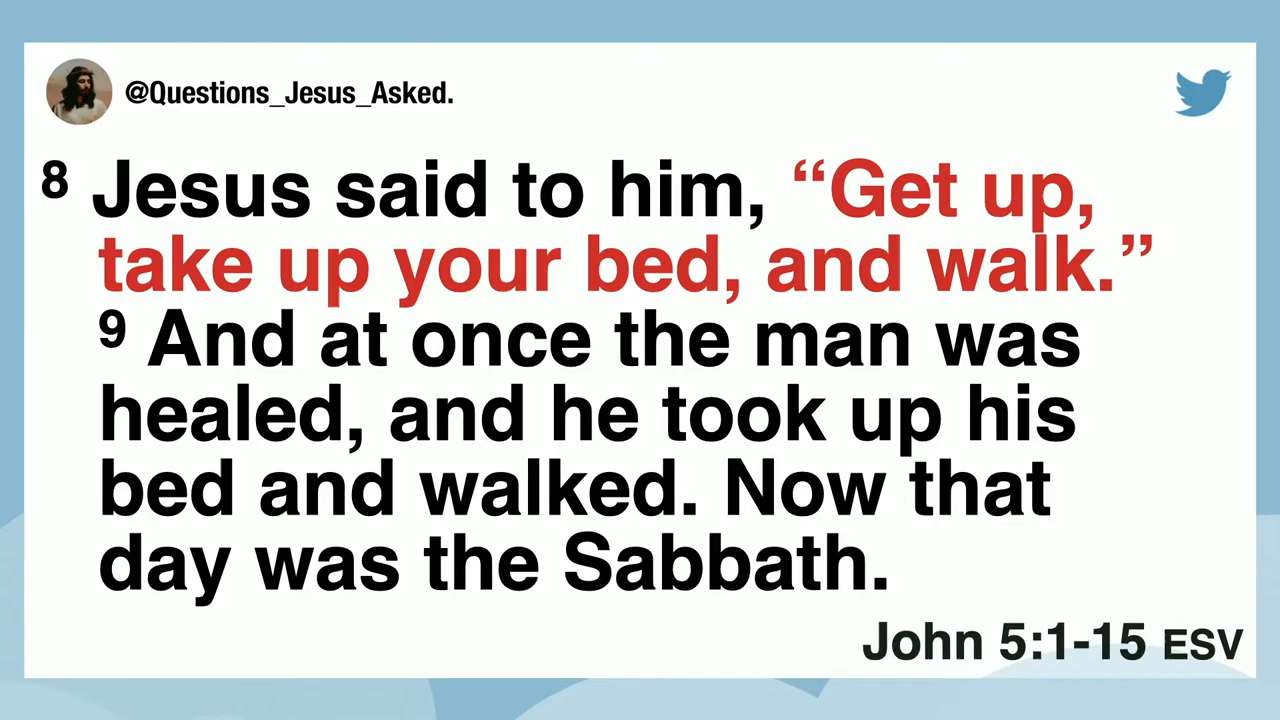 @Questions_Jesus_Asked.
8 Jesus said to him, “Get up,
take up your bed, and walk.”
9 And at once the man was
healed, and he took up his
bed and walked. Now that
day was the Sabbath.
John 5:1-15 ESV